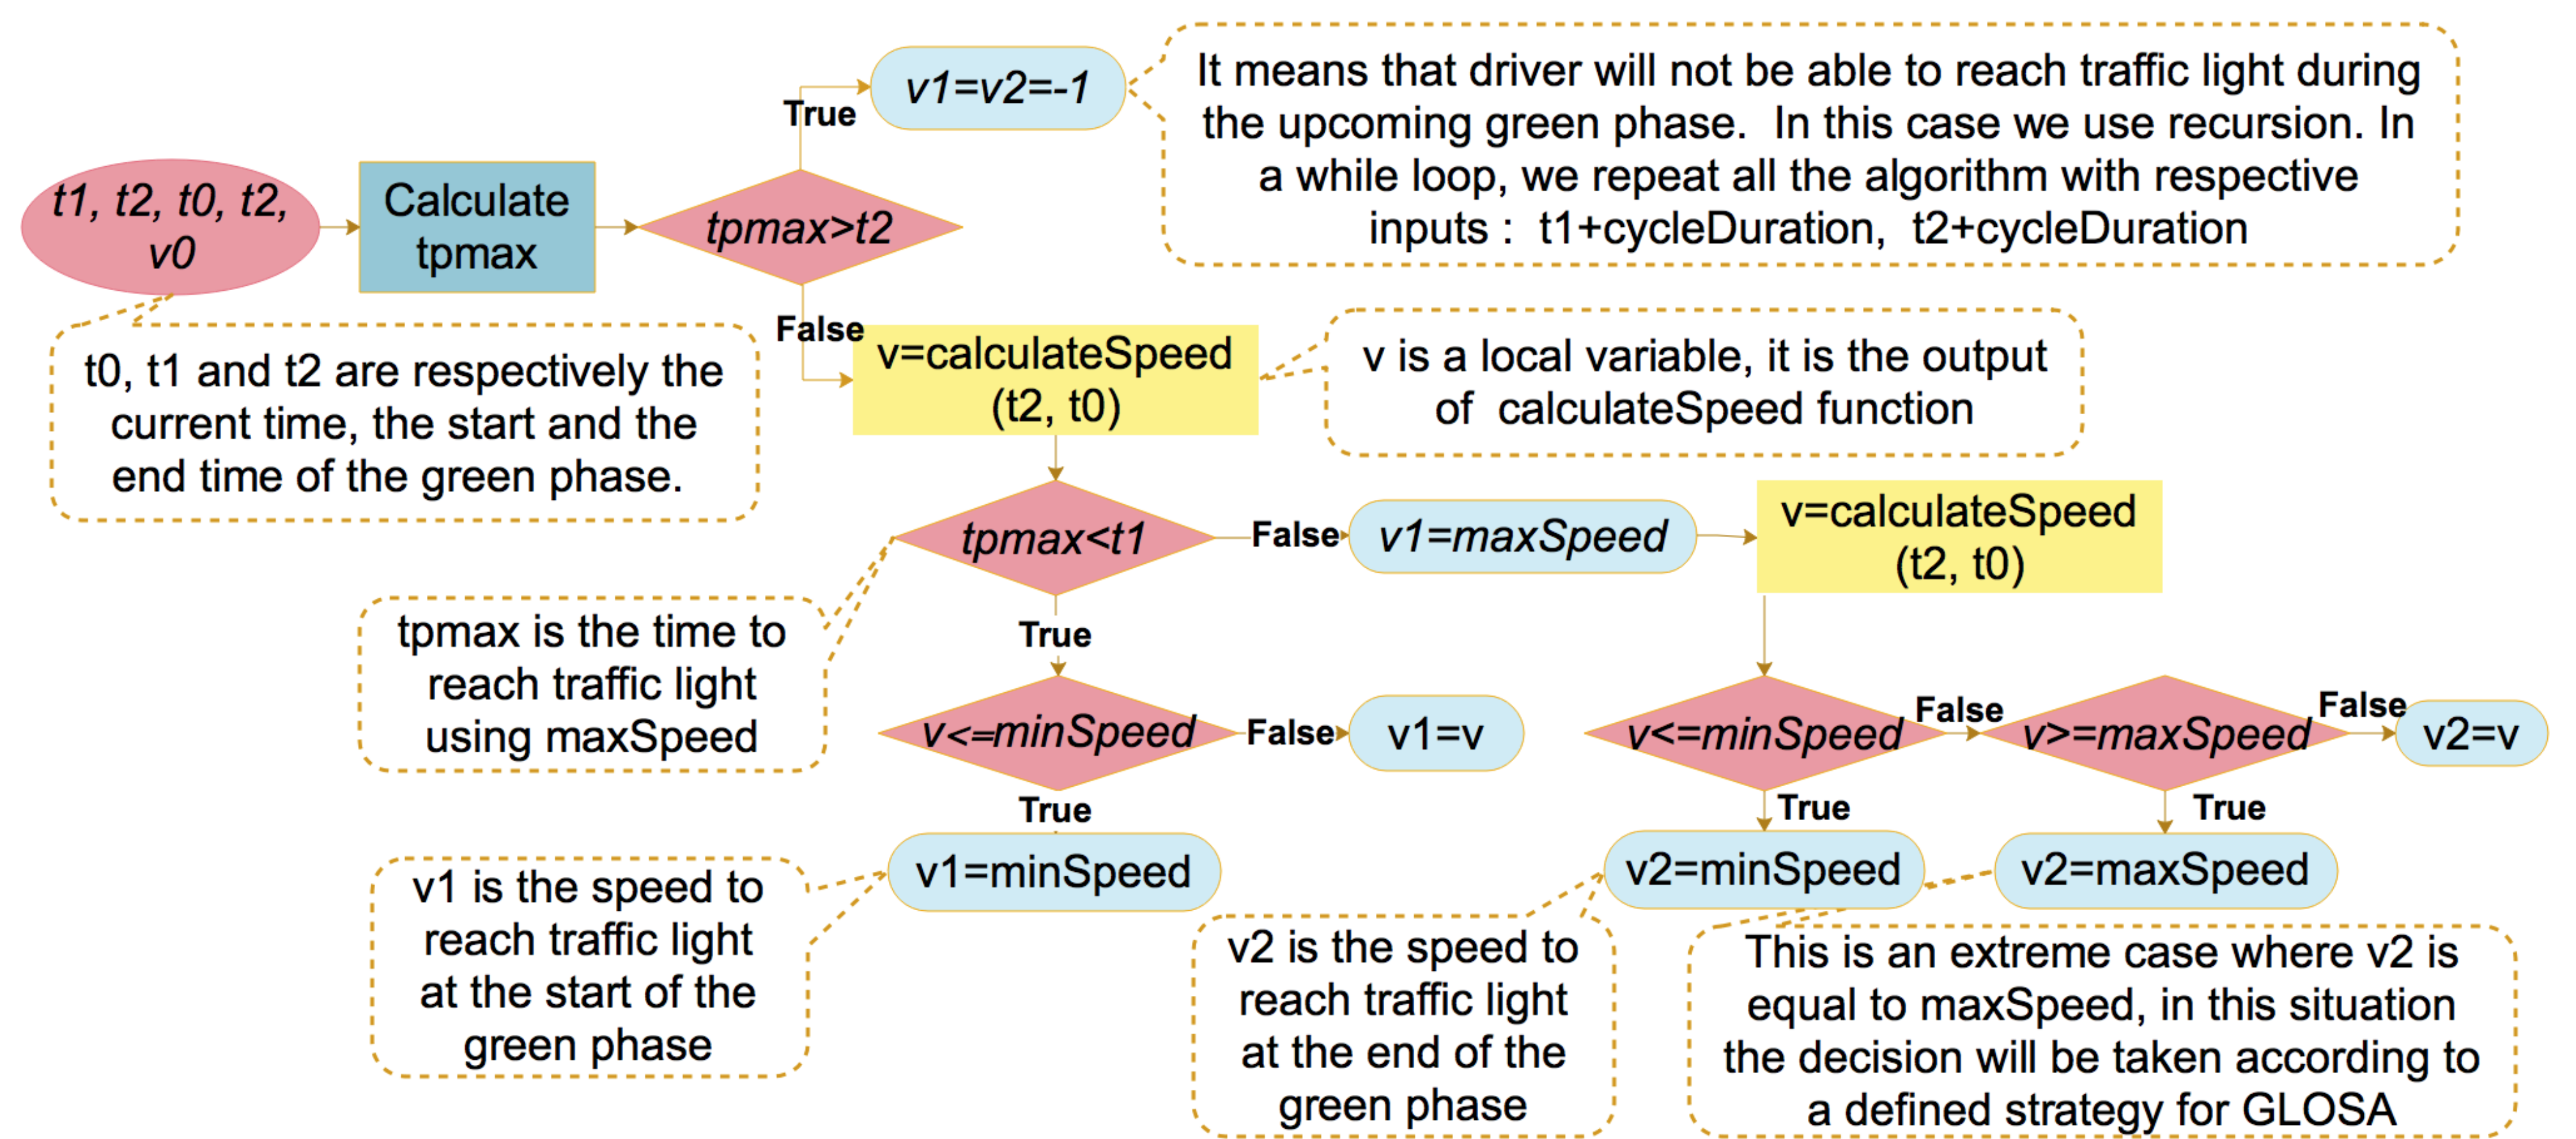 v1=v2=-1
It means that driver will not be able to reach traffic light during
the upcoming green phase.  In this case we use recursion. In
a while loop, we repeat all the algorithm with respective
inputs :  t1+cycleDuration,  t2+cycleDuration
True
t1, t2, t0, t2,
v0
Calculate
tpmax
tpmax>t2
False
t0, t1 and t2 are respectively the
current time, the start and the
end time of the green phase.
v=calculateSpeed
(t2, t0)
v is a local variable, it is the output
of  calculateSpeed function
tpmax<t1
False
v1=maxSpeed
v=calculateSpeed
(t2, t0)
tpmax is the time to
reach traffic light
using maxSpeed
True
v<=minSpeed
False
v1=v
v<=minSpeed
False
v>=maxSpeed
False
v2=v
True
True
True
v1=minSpeed
v2=minSpeed
v2=maxSpeed
v1 is the speed to
reach traffic light
at the start of the
green phase
v2 is the speed to
reach traffic light
at the end of the
green phase
This is an extreme case where v2 is
equal to maxSpeed, in this situation
the decision will be taken according to
a defined strategy for GLOSA